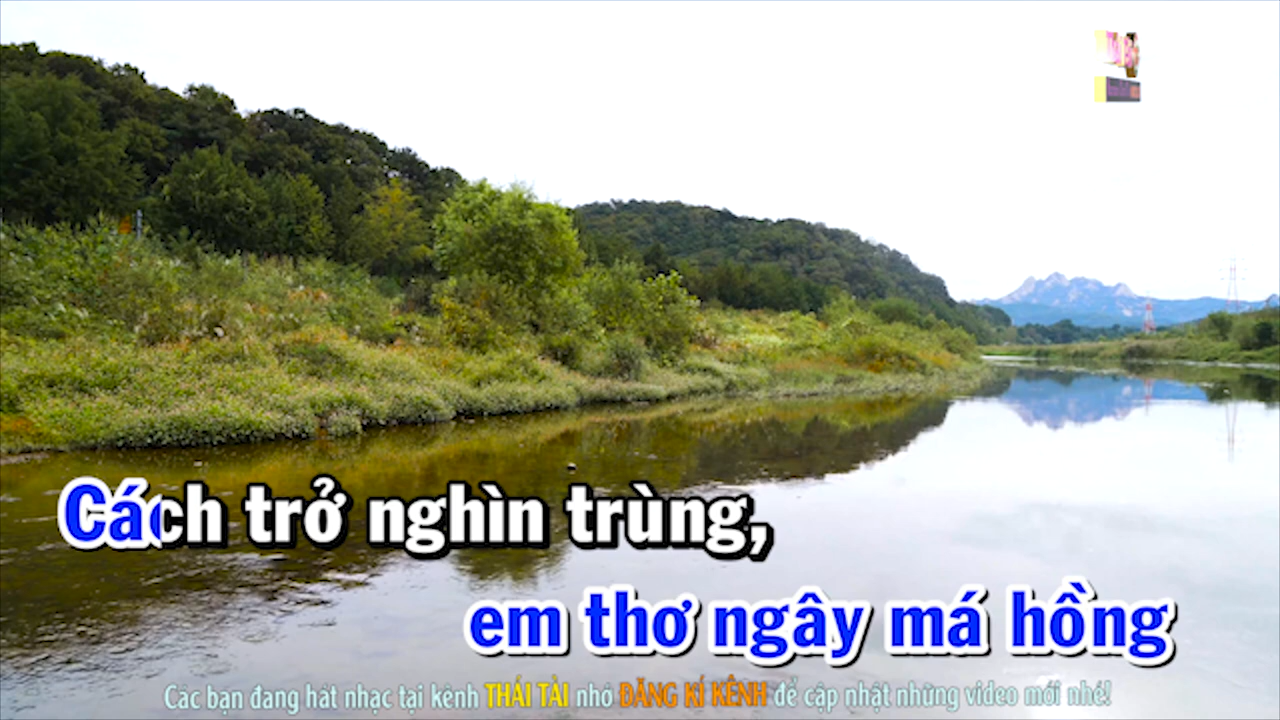 Cách trở nghìn trùng,
em thơ ngây má hồng
Các bạn đang hát nhạc tại kênh THÁI TÀI nhớ ĐĂNG KÍ KÊNH để cập nhật những video mới nhé!